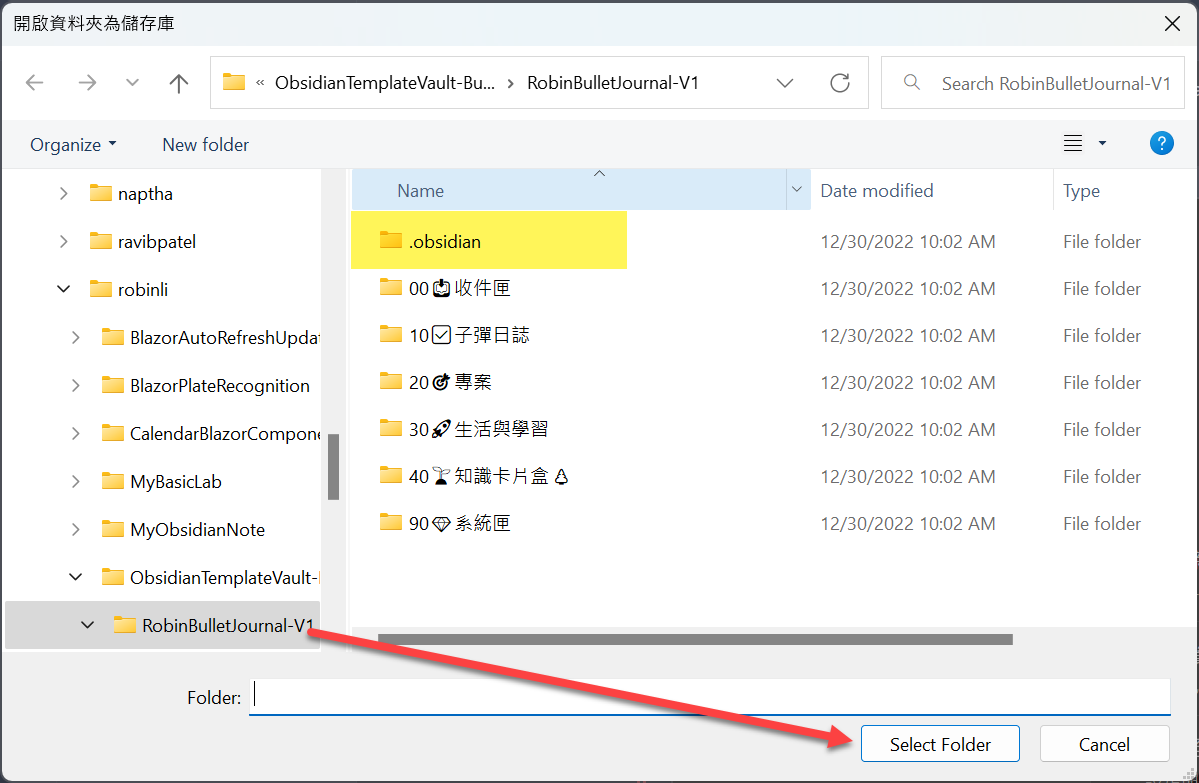 開啟資料夾為儲存庫
« ObsidianTemplateVault-Bu... › RobinBulletJournal-V1
Search RobinBulletJournal-V1
Organize
New folder
?
naptha
ravibpatel
robinli
BlazorAutoRefreshUpdat
BlazorPlateRecognition
CalendarBlazorCompone
MyBasicLab
MyObsidianNote
ObsidianTemplateVault-
RobinBulletJournal-V1
Name Date modified Type
.obsidian 12/30/2022 10:02 AM File folder
00📥收件匣 12/30/2022 10:02 AM File folder
10☑子彈日誌 12/30/2022 10:02 AM File folder
20🎯專案 12/30/2022 10:02 AM File folder
30🚀生活與學習 12/30/2022 10:02 AM File folder
40🏝知識卡片盒🌲 12/30/2022 10:02 AM File folder
90💎系統匣 12/30/2022 10:02 AM File folder
Folder:
Select Folder
Cancel